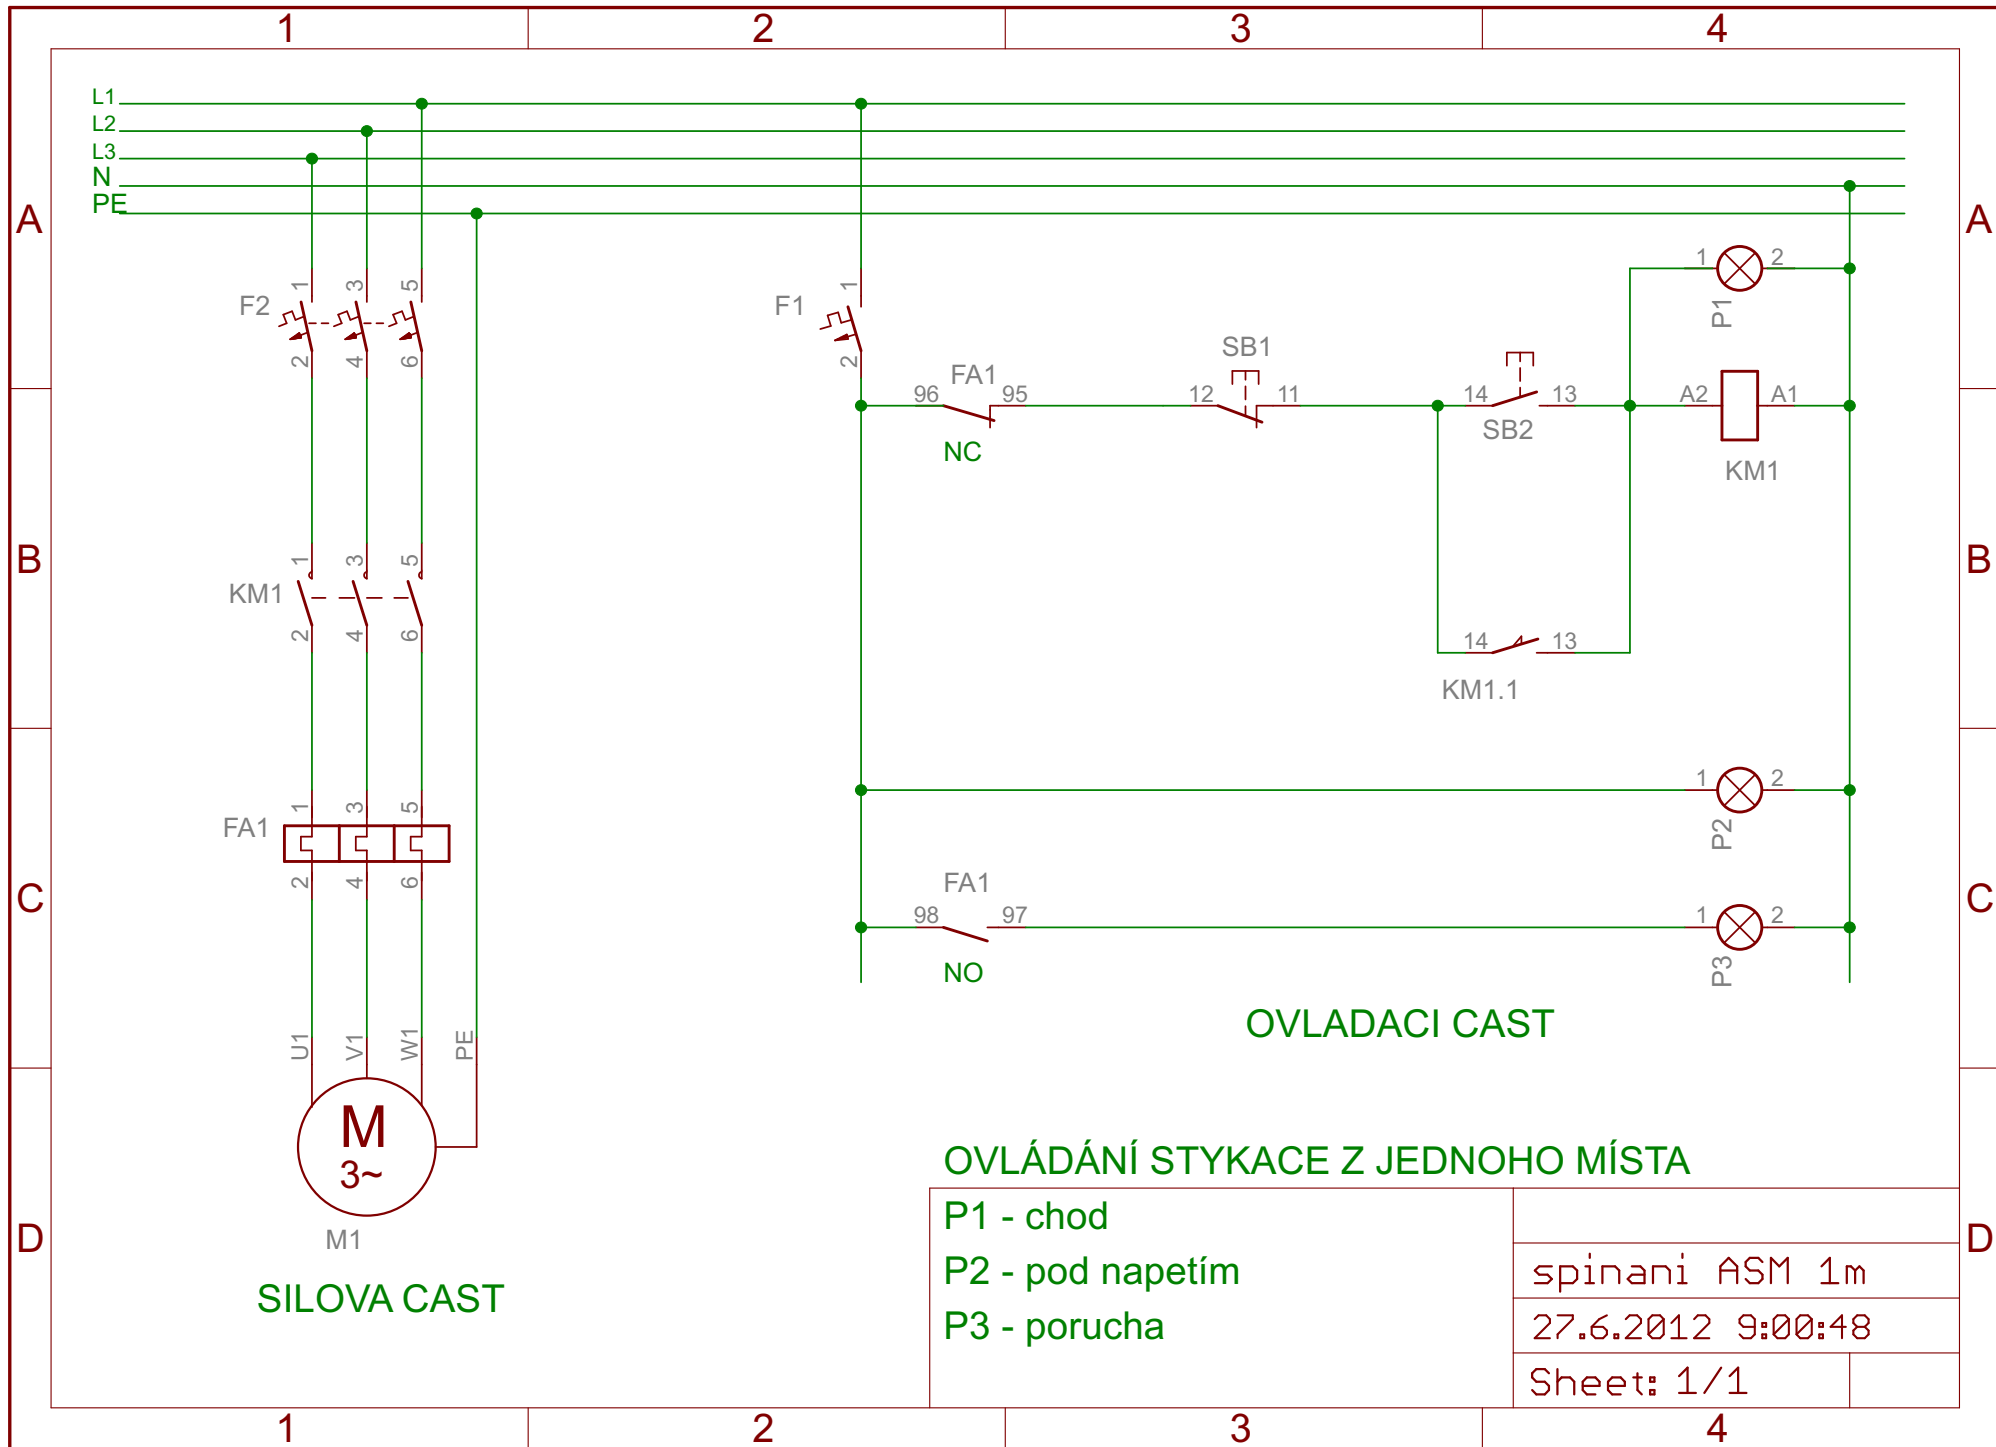 1 2 3 4
L1
L2
L3
N
PE
A A
1 2
P1
1 3 5
F2
2 4 6
1
F1
2
SB1
FA1
96 95
12 11
14 13
SB2
A2 A1
KM1
NC
B B
1 3 5
KM1
2 4 6
14 13
KM1.1
1 2
P2
1 3 5
FA1
2 4 6
C C
FA1
98 97
1 2
P3
NO
OVLADACI CAST
U1 V1 W1 PE
M
3~
M1
SILOVA CAST
OVLÁDÁNÍ STYKACE Z JEDNOHO MÍSTA
P1 - chod
P2 - pod napetím
P3 - porucha
D D
spinani ASM 1m
27.6.2012 9:00:48
Sheet: 1/1
1 2 3 4